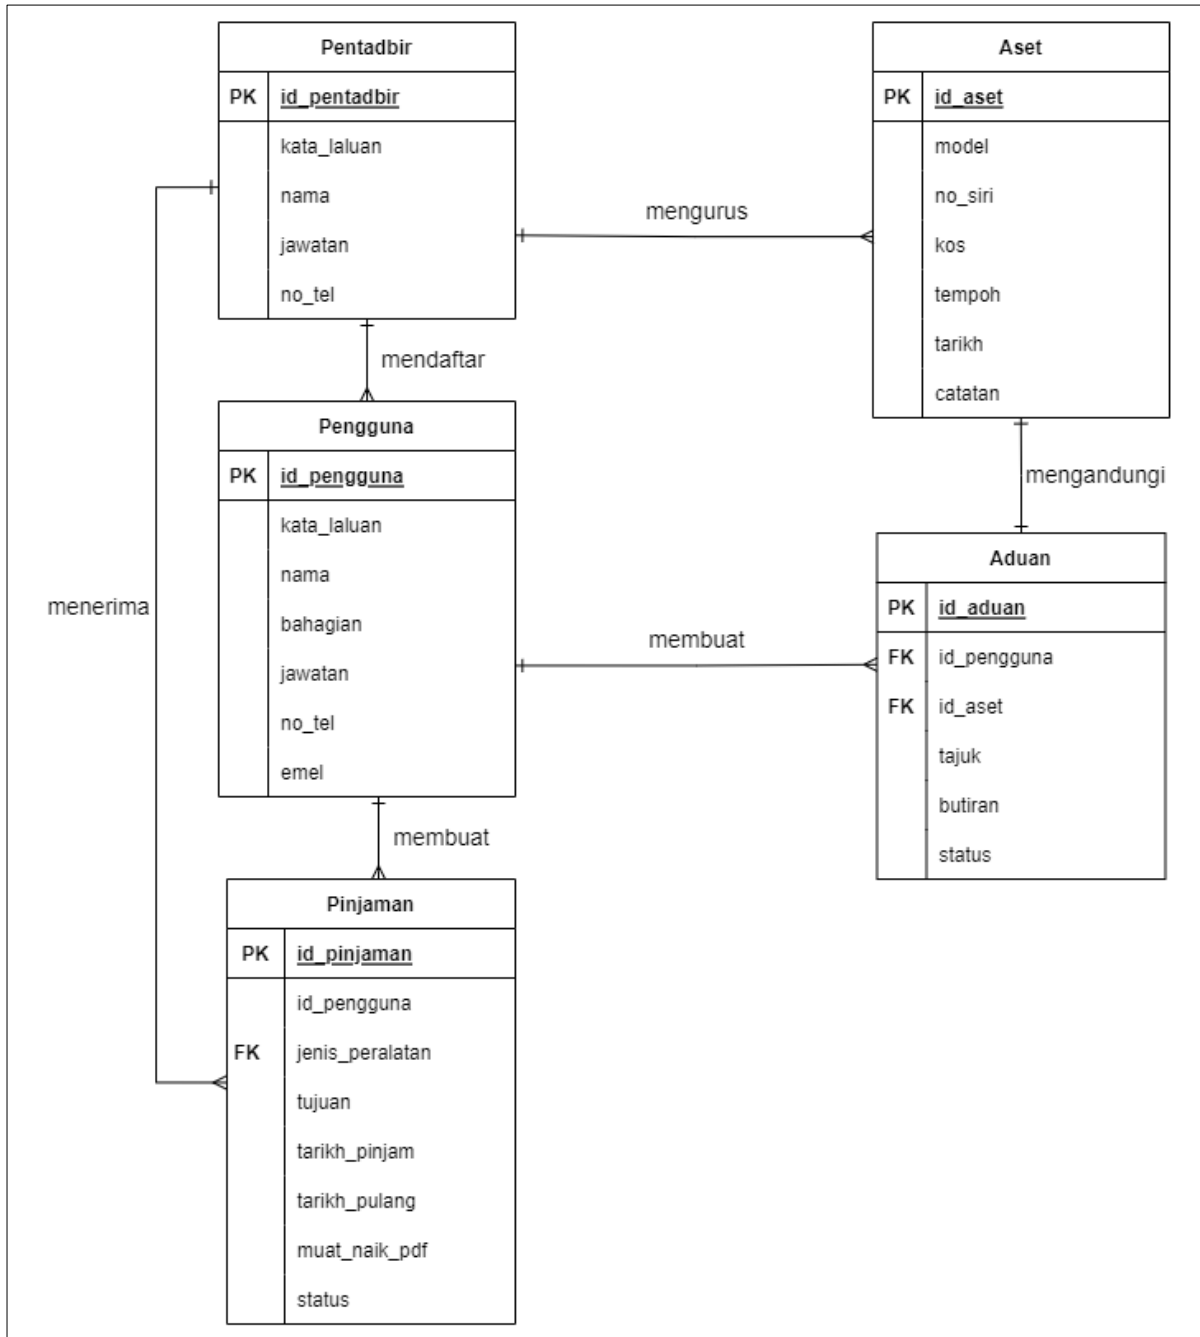 Pentadbir
PK id_pentadbir
kata_laluan
nama
jawatan
no_tel
Aset
PK id_aset
model
no_siri
kos
tempoh
tarikh
catatan
mengurus
mendaftar
mengandungi
Pengguna
PK id_pengguna
kata_laluan
nama
bahagian
jawatan
no_tel
emel
menerima
membuat
Aduan
PK id_aduan
FK id_pengguna
FK id_aset
tajuk
butiran
status
membuat
Pinjaman
PK id_pinjaman
id_pengguna
FK jenis_peralatan
tujuan
tarikh_pinjam
tarikh_pulang
muat_naik_pdf
status